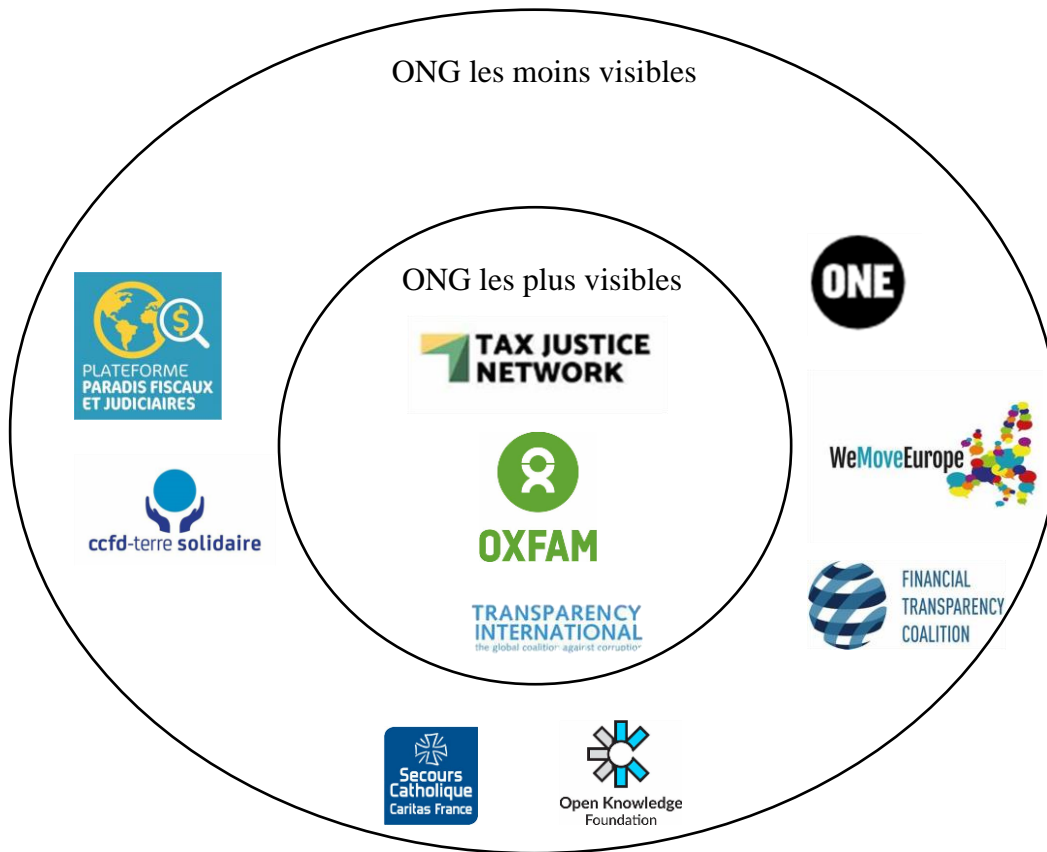 ONG les moins visibles
ONG les plus visibles
TAX JUSTICE
NETWORK
OXFAM
TRANSPARENCY
INTERNATIONAL
the global coalition against corruption
$
PLATEFORME
PARADIS FISCAUX
ET JUDICIAIRES
ccfd-terre solidaire
ONE
WeMoveEurope
FINANCIAL
TRANSPARENCY
COALITION
Secours
Catholique
Caritas France
Open Knowledge
Foundation